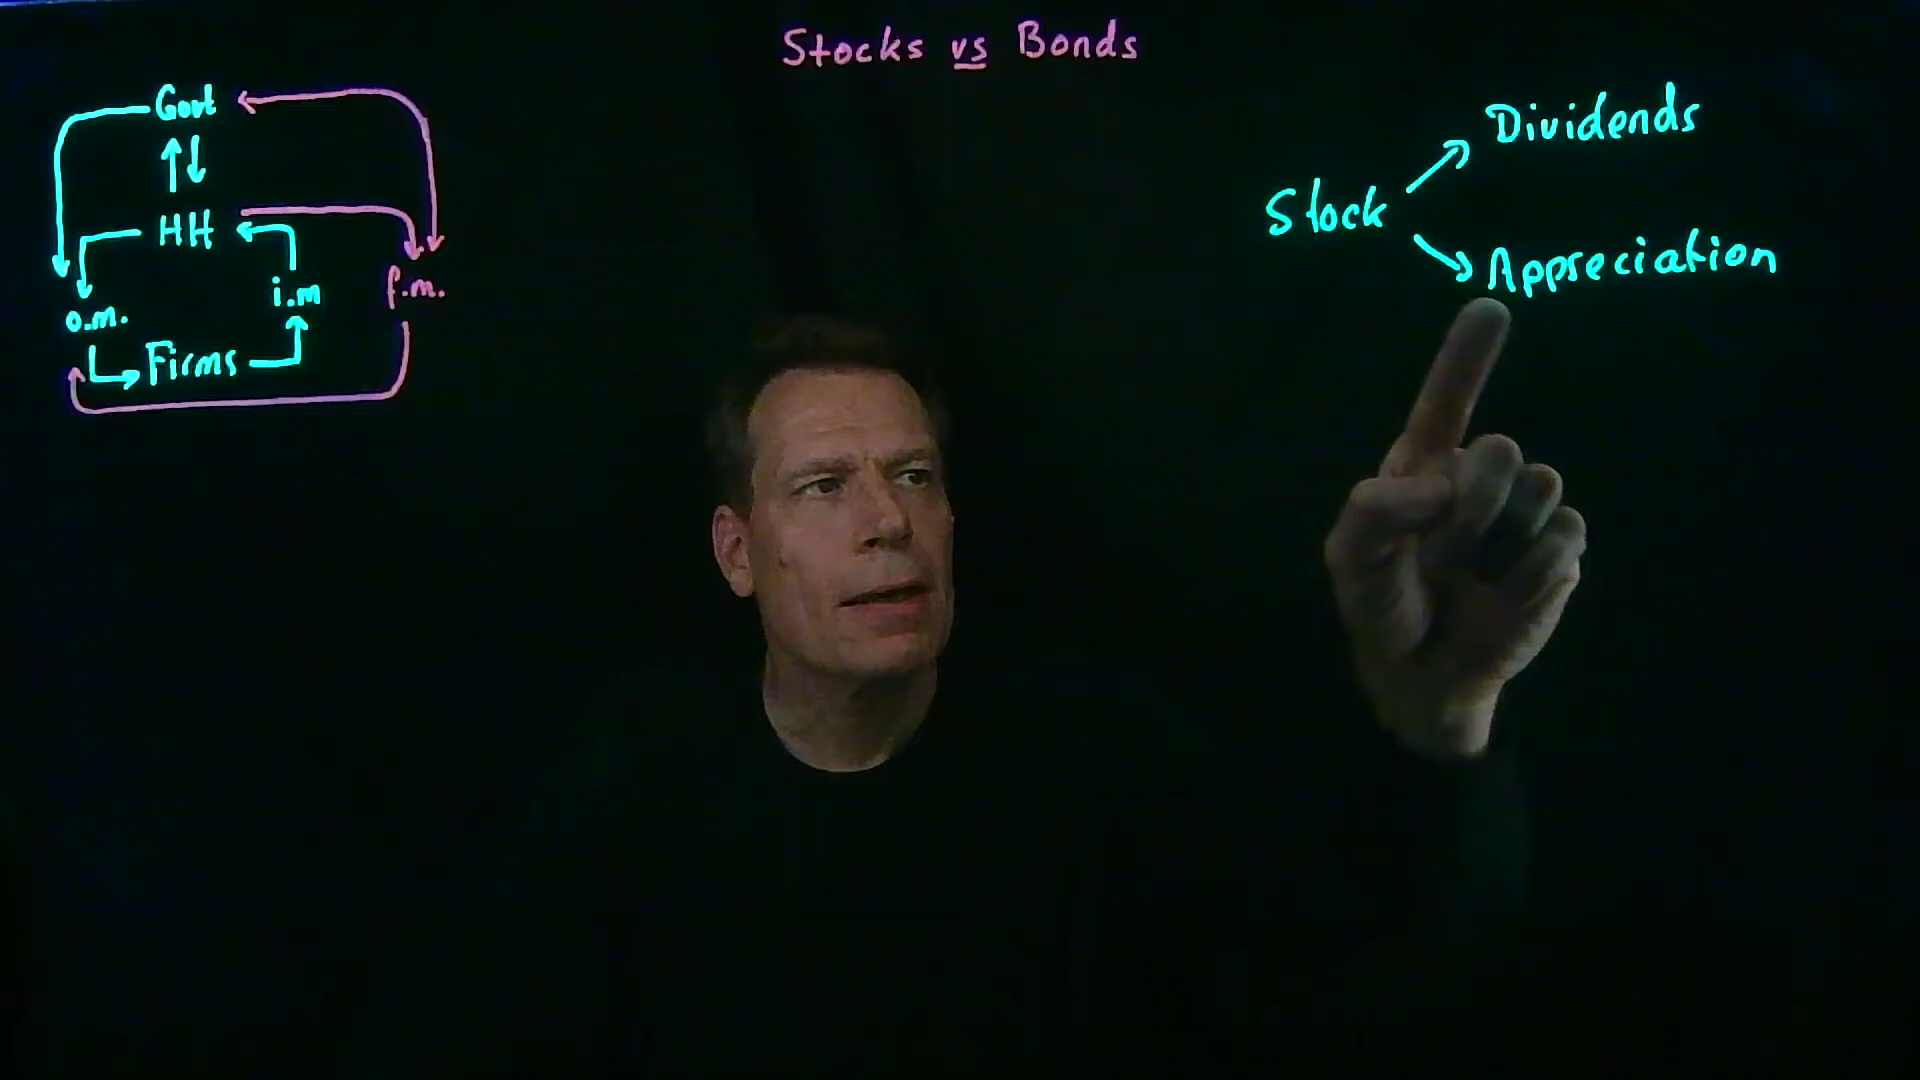 Stocks vs Bonds
Govt
HH
o.m.
i.m
f.m.
Firms
Dividends
Stock
Appreciation